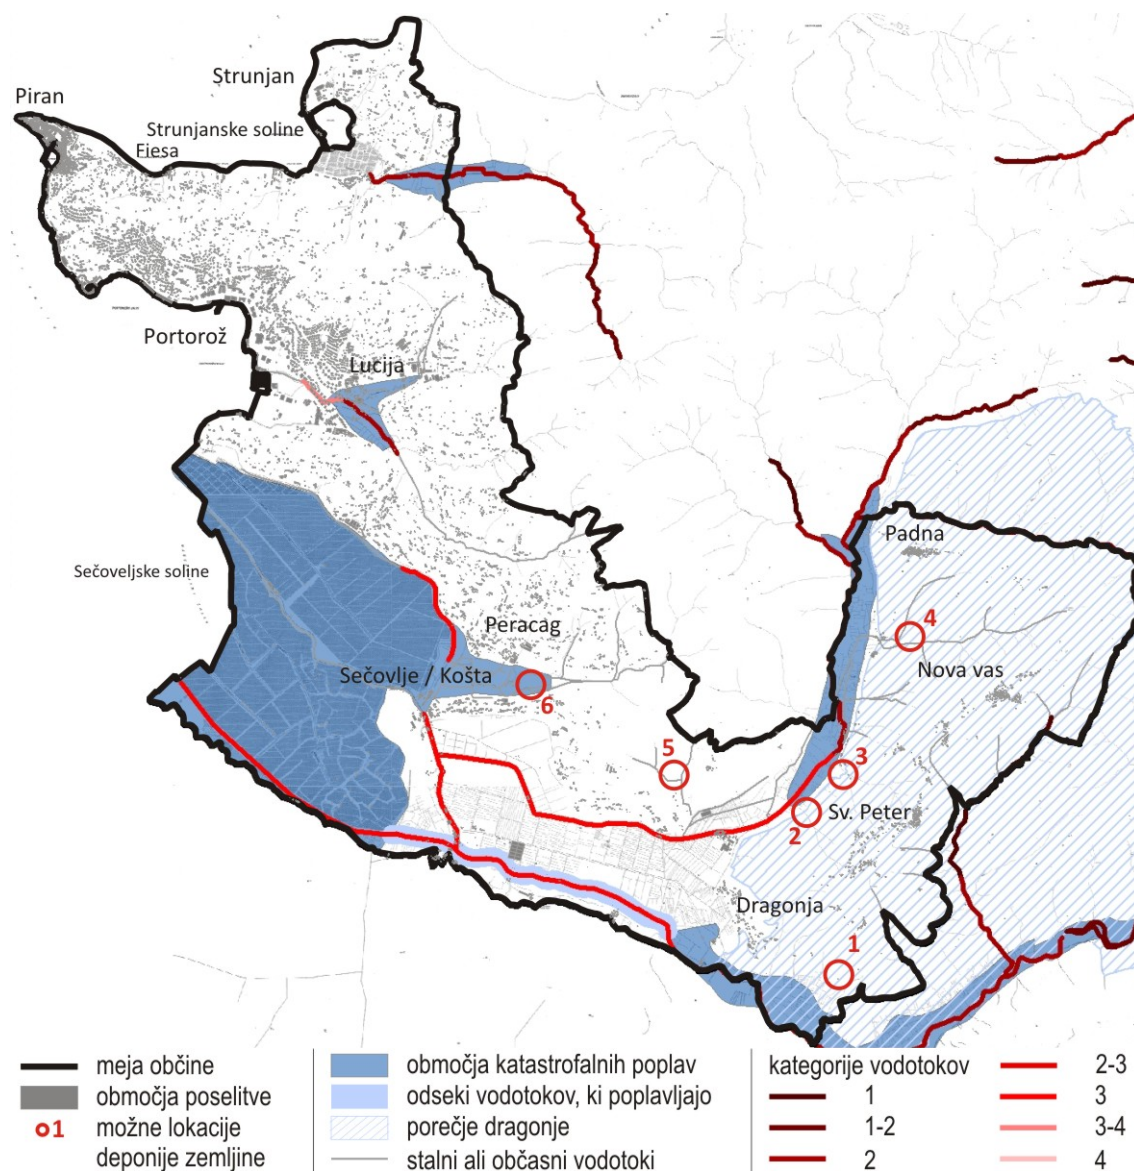 Strunjan
Piran
Strunjanske soline
Fiesa
Portorož
Lucija
Padna
Sečoveljske soline
Peracag
4
Nova vas
Sečovlje / Košta
6
5
3
Sv. Peter
2
Dragonja
1
meja občine
območja poselitve
1 možne lokacije
deponije zemljine
območja katastrofalnih poplav
odseki vodotokov, ki poplavljajo
porečje dragonje
stalni ali občasni vodotoki
kategorije vodotokov
1
1-2
2
2-3
3
3-4
4